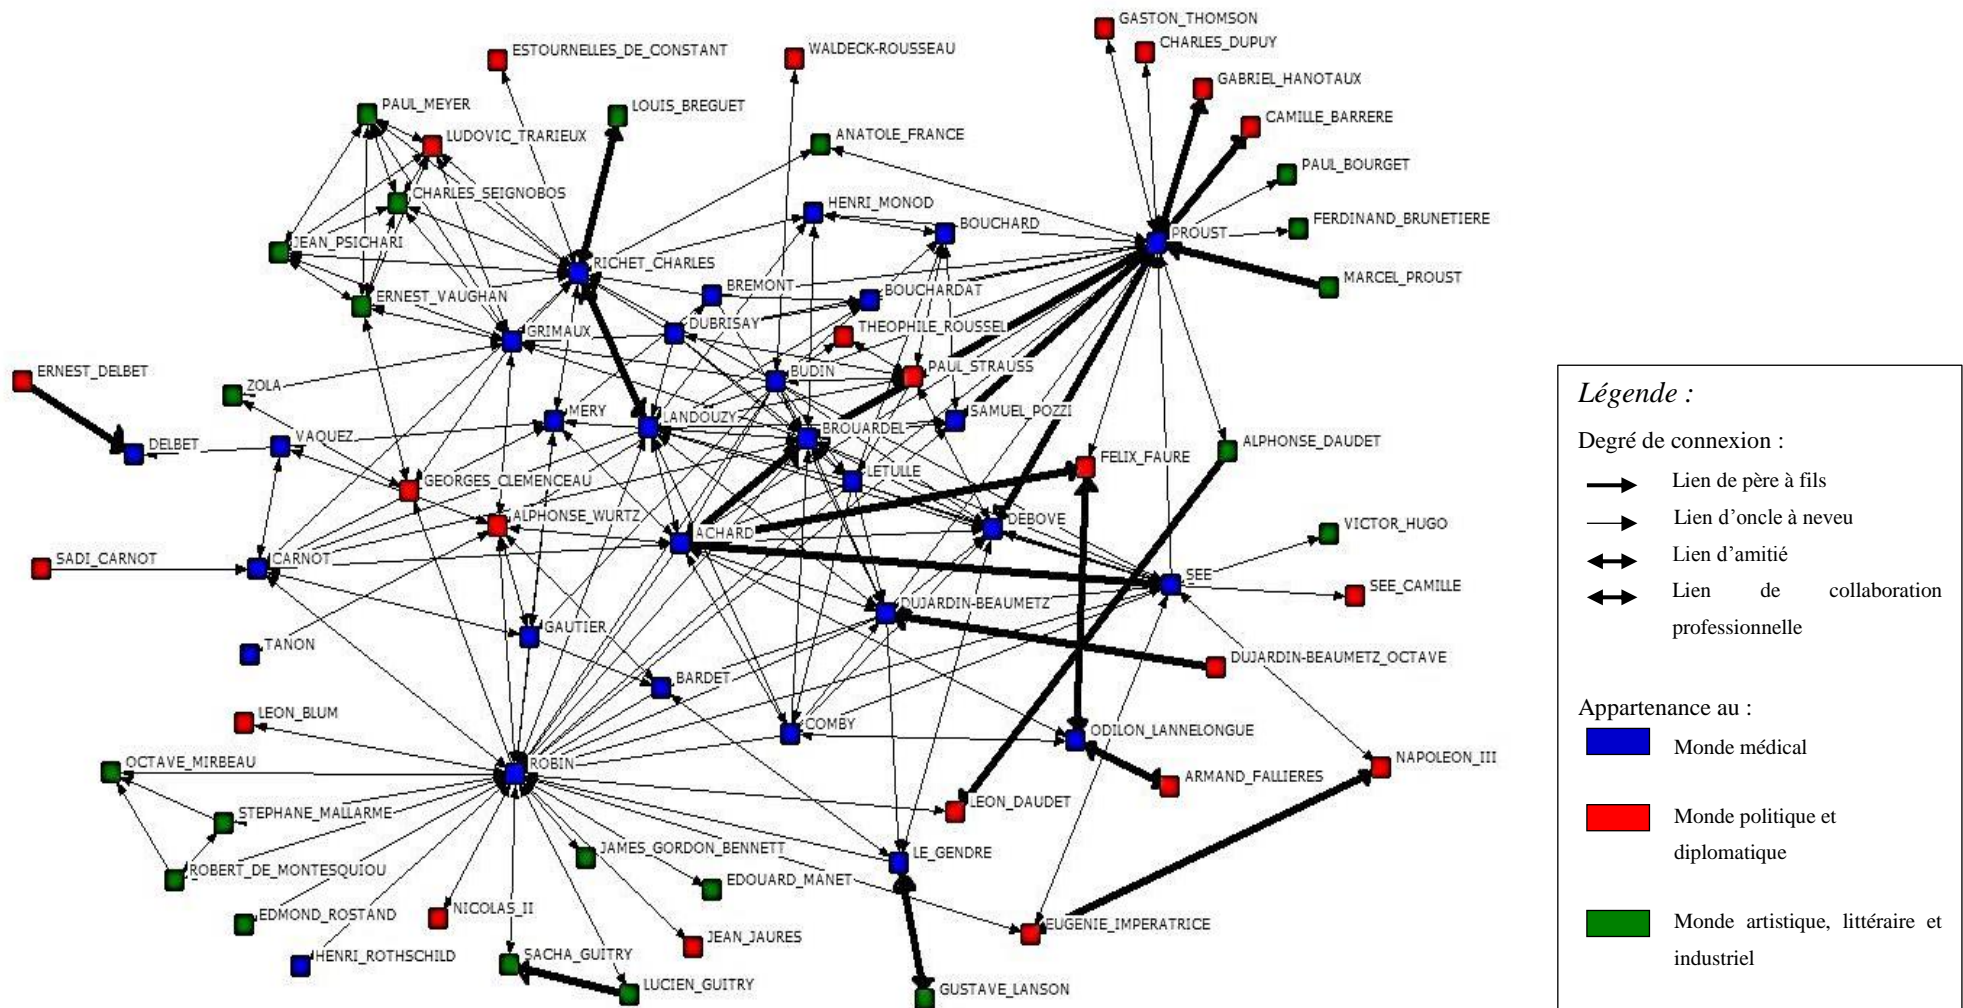 GASTON_THOMSON
CHARLES_DUPUY
ESTOURNELLES_DE_CONSTANT
WALDECK-ROUSSEAU
GABRIEL_HANOTAUX
PAUL_MEYER
LOUIS_BREGUET
CAMILLE_BARRERE
LUDOVIC_TRARIEUX
ANATOLE_FRANCE
PAUL_BOURGET
CHARLES_SEIGNOBOS
HENRI_MONOD
BOUCHARD
FERDINAND_BRUNETIERE
PROUST
JEAN_PSICHARI
RICHET_CHARLES
MARCEL_PROUST
BREMONT
BOUCHARDAT
ERNEST_VAUGHAN
DUBRISAY
THEOPHILE_ROUSSEL
GRIMAUX
ERNEST_DELBET
BUDIN
PAUL_STRAUSS
ZOLA
MERY
LANDOUZY
SAMUEL_POZZI
BROUARDEL
DELBET
VAQUEZ
ALPHONSE_DAUDET
FELIX_FAURE
LETULLE
GEORGES_CLEMENCEAU
ALPHONSE_WURTZ
ACHARD
DEBOVE
VICTOR_HUGO
SADI_CARNOT
CARNOT
SEE
SEE_CAMILLE
DUJARDIN-BEAUMETZ
GAUTIER
TANON
DUJARDIN-BEAUMETZ_OCTAVE
BARDET
LEON_BLUM
COMBY
ODILON_LANNELONGUE
OCTAVE_MIRBEAU
ROBIN
NAPOLEON_III
ARMAND_FALLIERES
LEON_DAUDET
STEPHANE_MALLARME
JAMES_GORDON_BENNETT
LE_GENDRE
ROBERT_DE_MONTESQUIOU
EDOUARD_MANET
EDMOND_ROSTAND
NICOLAS_II
EUGENIE_IMPERATRICE
JEAN_JAURES
HENRI_ROTHSCHILD
SACHA_GUITRY
LUCIEN_GUITRY
GUSTAVE_LANSON
Légende :
Degré de connexion :
Lien de père à fils
Lien d'oncle à neveu
Lien d'amitié
Lien de collaboration
professionnelle
Appartenance au :
Monde médical
Monde politique et
diplomatique
Monde artistique, littéraire et
industriel